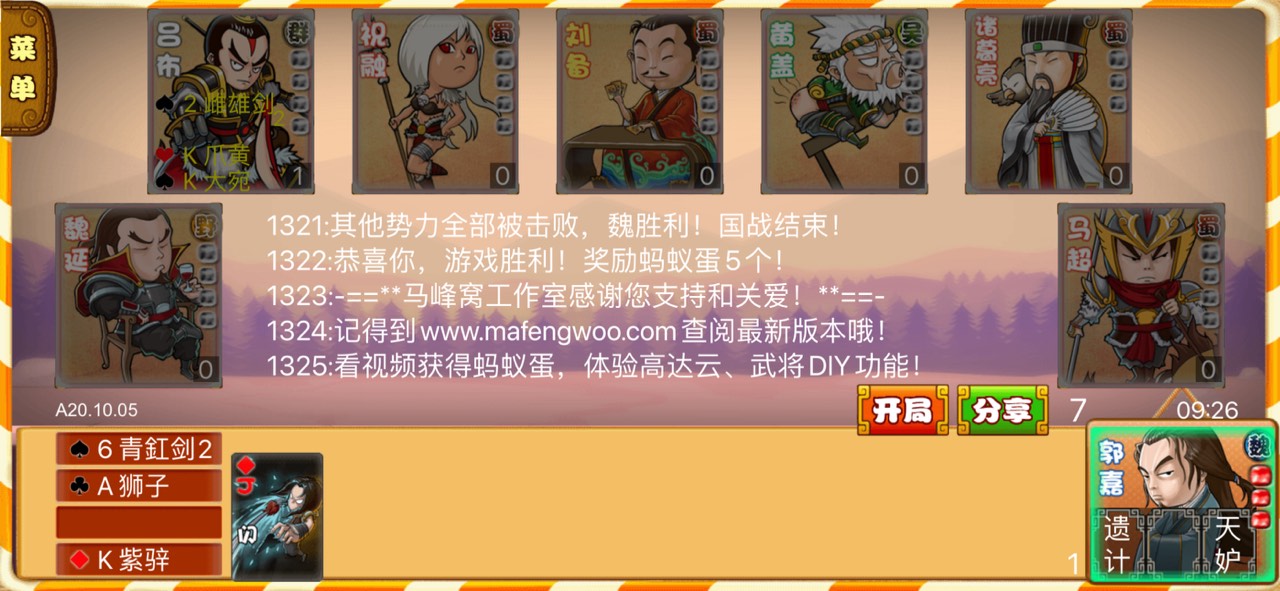 菜单
吕布
群
♠ 2 雌雄剑 2
♥ K 爪黄
♠ K 大宛
1
祝融
蜀
0
刘备
蜀
0
黄盖
吴
0
诸葛亮
蜀
0
魏延
野
0
马超
蜀
0
1321:其他势力全部被击败，魏胜利！国战结束！
1322:恭喜你，游戏胜利！奖励蚂蚁蛋5个！
1323:-==**马峰窝工作室感谢您支持和关爱！**==-
1324:记得到www.mafengwoo.com查阅最新版本哦！
1325:看视频获得蚂蚁蛋，体验高达云、武将DIY功能！
A20.10.05
开局
分享
7
09:26
♠ 6 青釭剑2
♣ A 狮子
♦ K 紫骍
♦
J
闪
1
郭嘉
魏
遗计
天妒